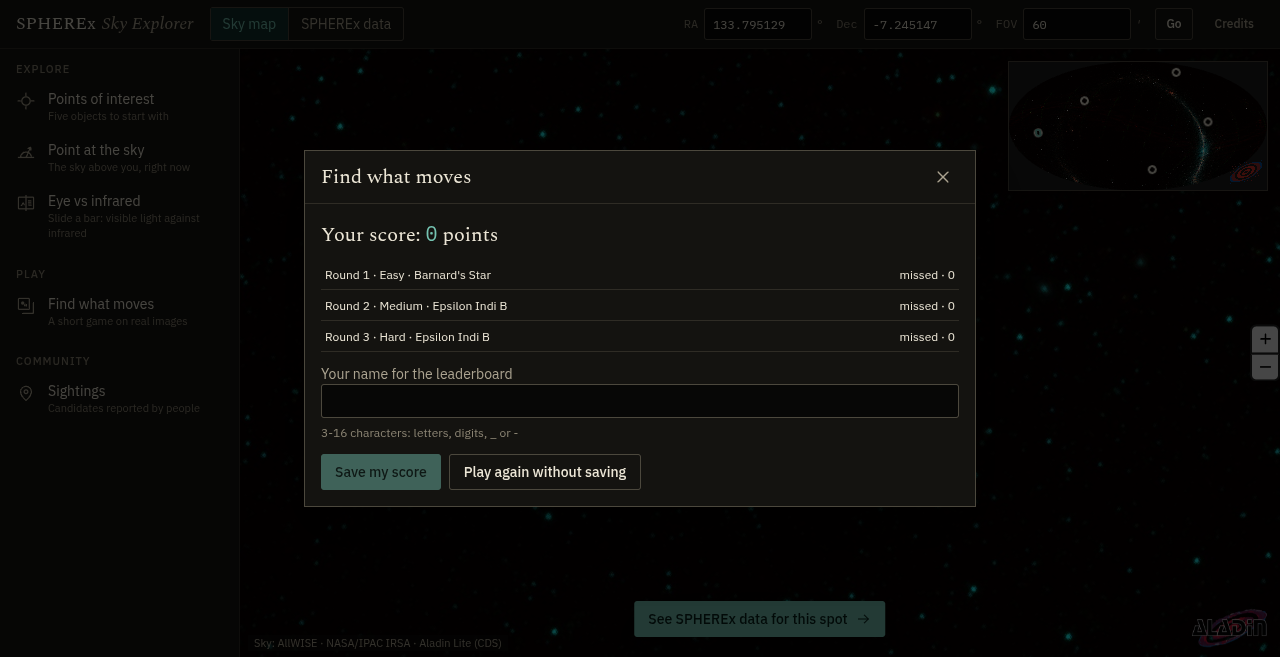 SPHEREx Sky Explorer
Sky map
SPHEREx data
RA 133.795129 °
Dec -7.245147 °
FOV 60 ′
Go
Credits
EXPLORE
Points of interest
Five objects to start with
Point at the sky
The sky above you, right now
Eye vs infrared
Slide a bar: visible light against
infrared
PLAY
Find what moves
A short game on real images
COMMUNITY
Sightings
Candidates reported by people
Find what moves
Your score: 0 points
Round 1 · Easy · Barnard's Star
missed · 0
Round 2 · Medium · Epsilon Indi B
missed · 0
Round 3 · Hard · Epsilon Indi B
missed · 0
Your name for the leaderboard
3-16 characters: letters, digits, _ or -
Save my score
Play again without saving
+
−
See SPHEREx data for this spot →
Sky: AllWISE · NASA/IPAC IRSA · Aladin Lite (CDS)
ALADIN